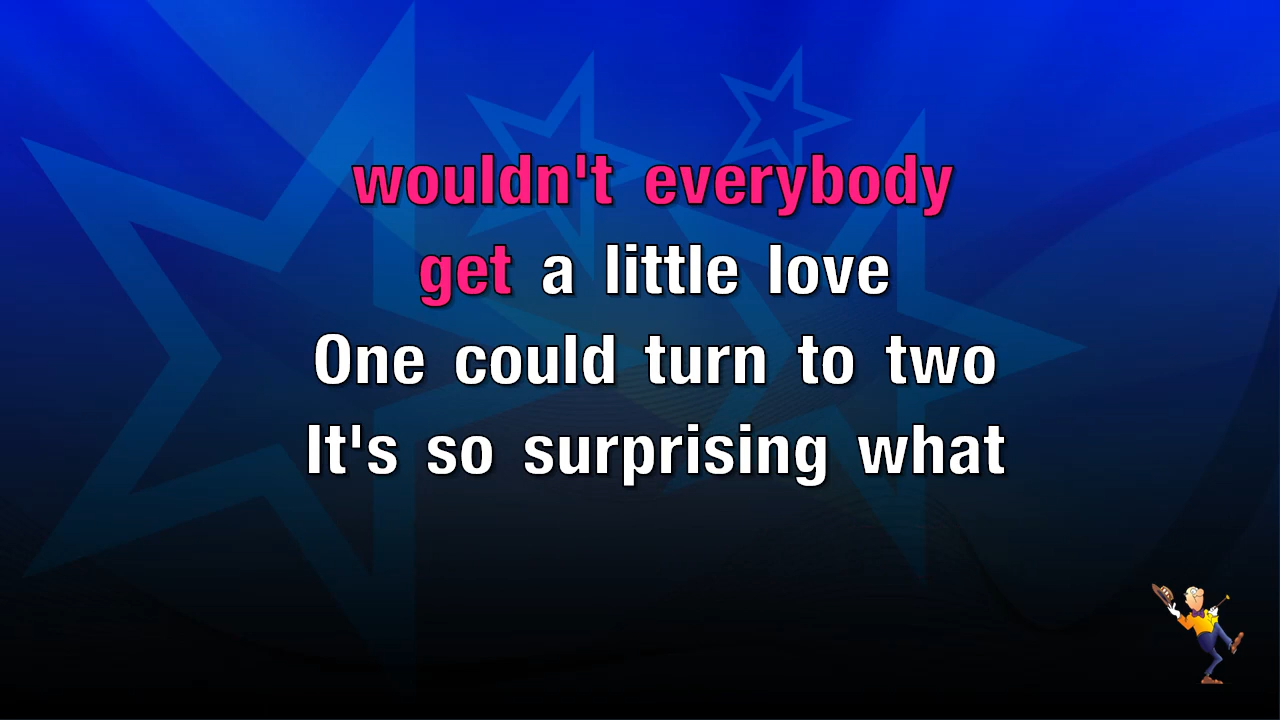 wouldn't everybody
get a little love
One could turn to two
It's so surprising what